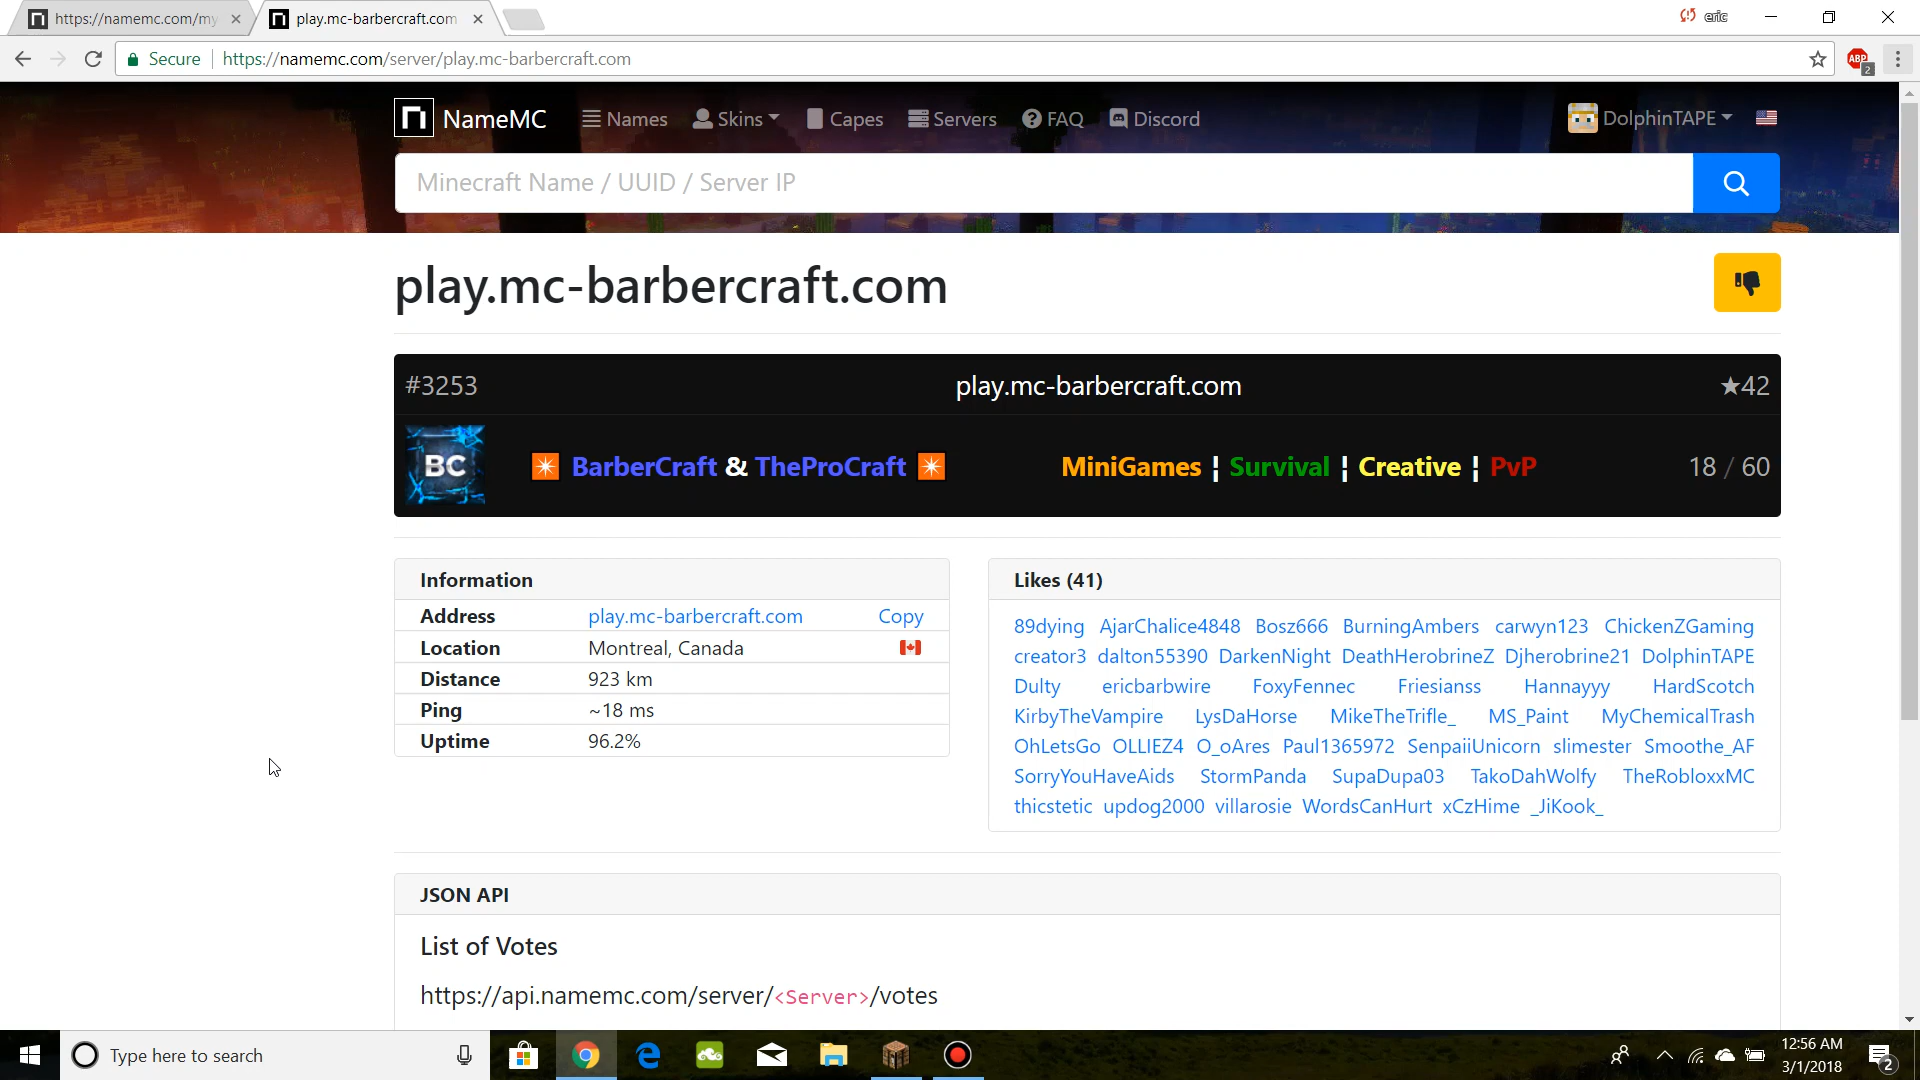 https://namemc.com/my
play.mc-barbercraft.com
eric
Secure
https://namemc.com/server/play.mc-barbercraft.com
ABP
2
NameMC
Names
Skins
Capes
Servers
FAQ
Discord
DolphinTAPE
Minecraft Name / UUID / Server IP
play.mc-barbercraft.com
#3253
play.mc-barbercraft.com
★42
BC
BarberCraft & TheProCraft
MiniGames ¦ Survival ¦ Creative ¦ PvP
18 / 60
Information
Address play.mc-barbercraft.com Copy
Location Montreal, Canada
Distance 923 km
Ping ~18 ms
Uptime 96.2%
Likes (41)
89dying AjarChalice4848 Bosz666 BurningAmbers carwyn123 ChickenZGaming
creator3 dalton55390 DarkenNight DeathHerobrineZ Djherobrine21 DolphinTAPE
Dulty ericbarbwire FoxyFennec Friesianss Hannayyy HardScotch
KirbyTheVampire LysDaHorse MikeTheTrifle_ MS_Paint MyChemicalTrash
OhLetsGo OLLIEZ4 O_oAres Paul1365972 SenpaiiUnicorn slimester Smoothe_AF
SorryYouHaveAids StormPanda SupaDupa03 TakoDahWolfy TheRobloxxMC
thicstetic updog2000 villarosie WordsCanHurt xCzHime _JiKook_
JSON API
List of Votes
https://api.namemc.com/server/<Server>/votes
Type here to search
12:56 AM
3/1/2018
2